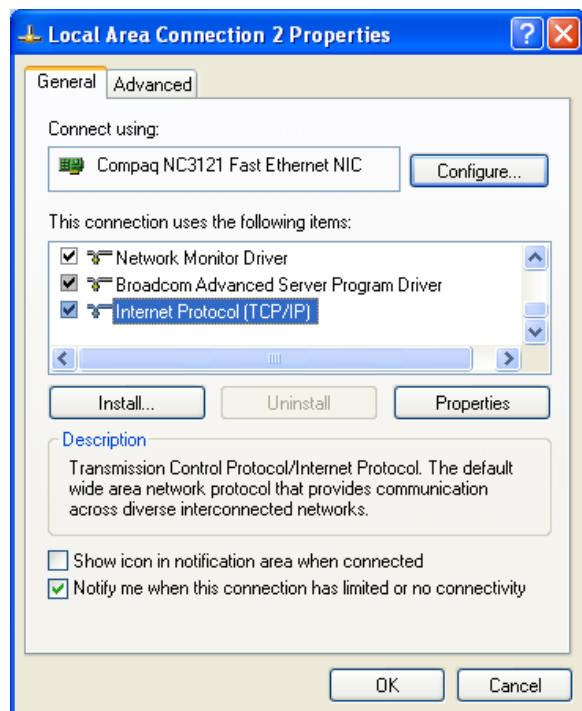 Local Area Connection 2 Properties
General
Advanced
Connect using:
Compaq NC3121 Fast Ethernet NIC
Configure...
This connection uses the following items:
Network Monitor Driver
Broadcom Advanced Server Program Driver
Internet Protocol (TCP/IP)
Install...
Uninstall
Properties
Description
Transmission Control Protocol/Internet Protocol. The default
wide area network protocol that provides communication
across diverse interconnected networks.
Show icon in notification area when connected
Notify me when this connection has limited or no connectivity
OK
Cancel